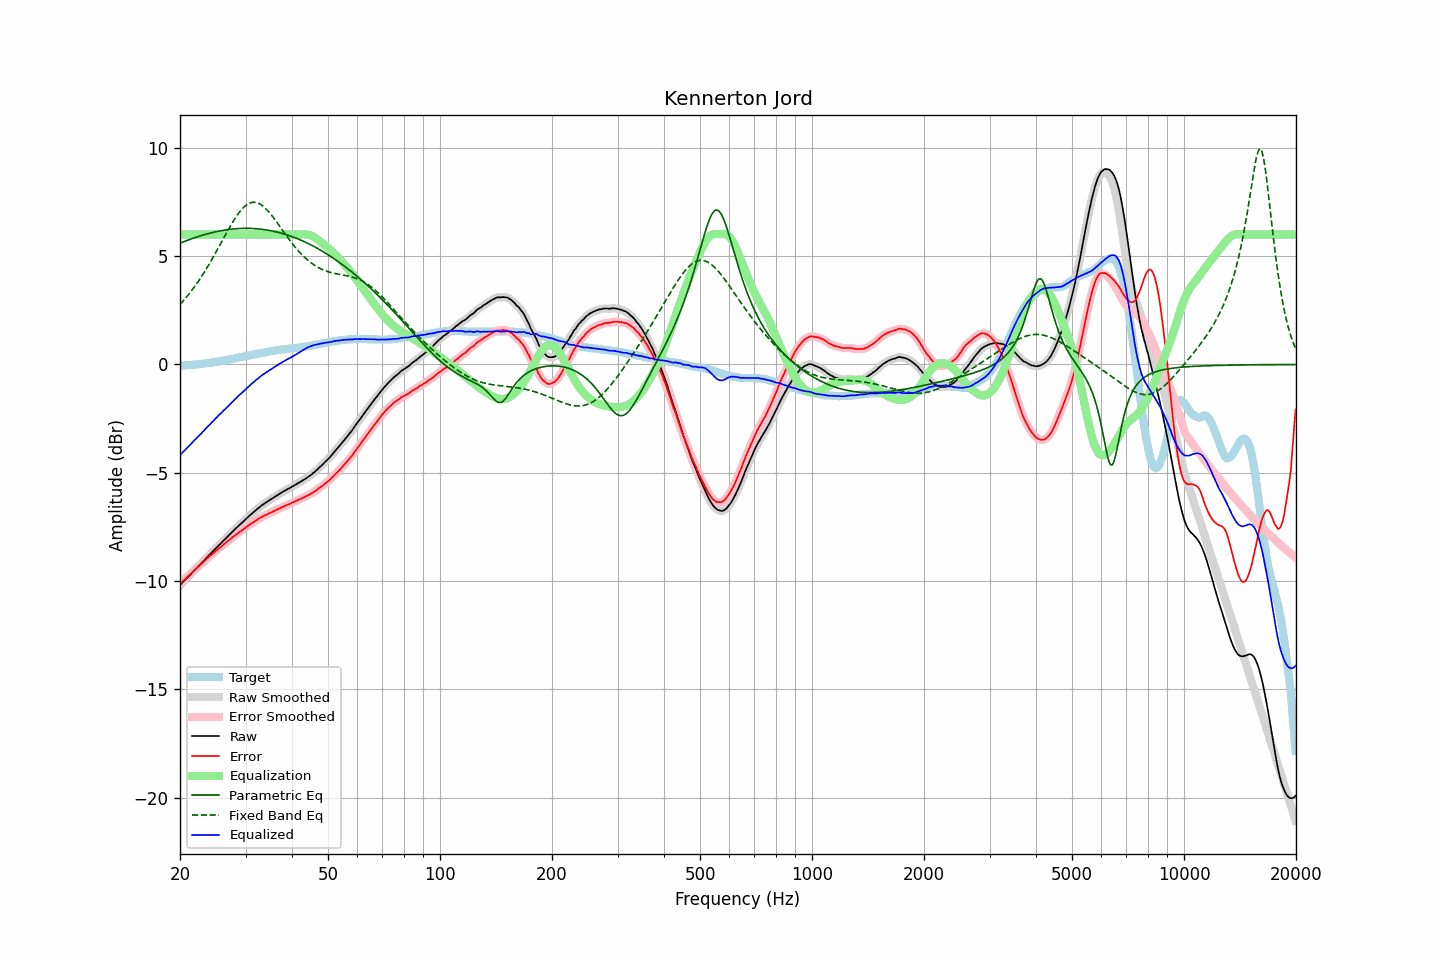 Kennerton Jord
10
5
0
−5
−10
−15
−20
Amplitude (dBr)
Target
Raw Smoothed
Error Smoothed
Raw
Error
Equalization
Parametric Eq
Fixed Band Eq
Equalized
20 50 100 200 500 1000 2000 5000 10000 20000
Frequency (Hz)